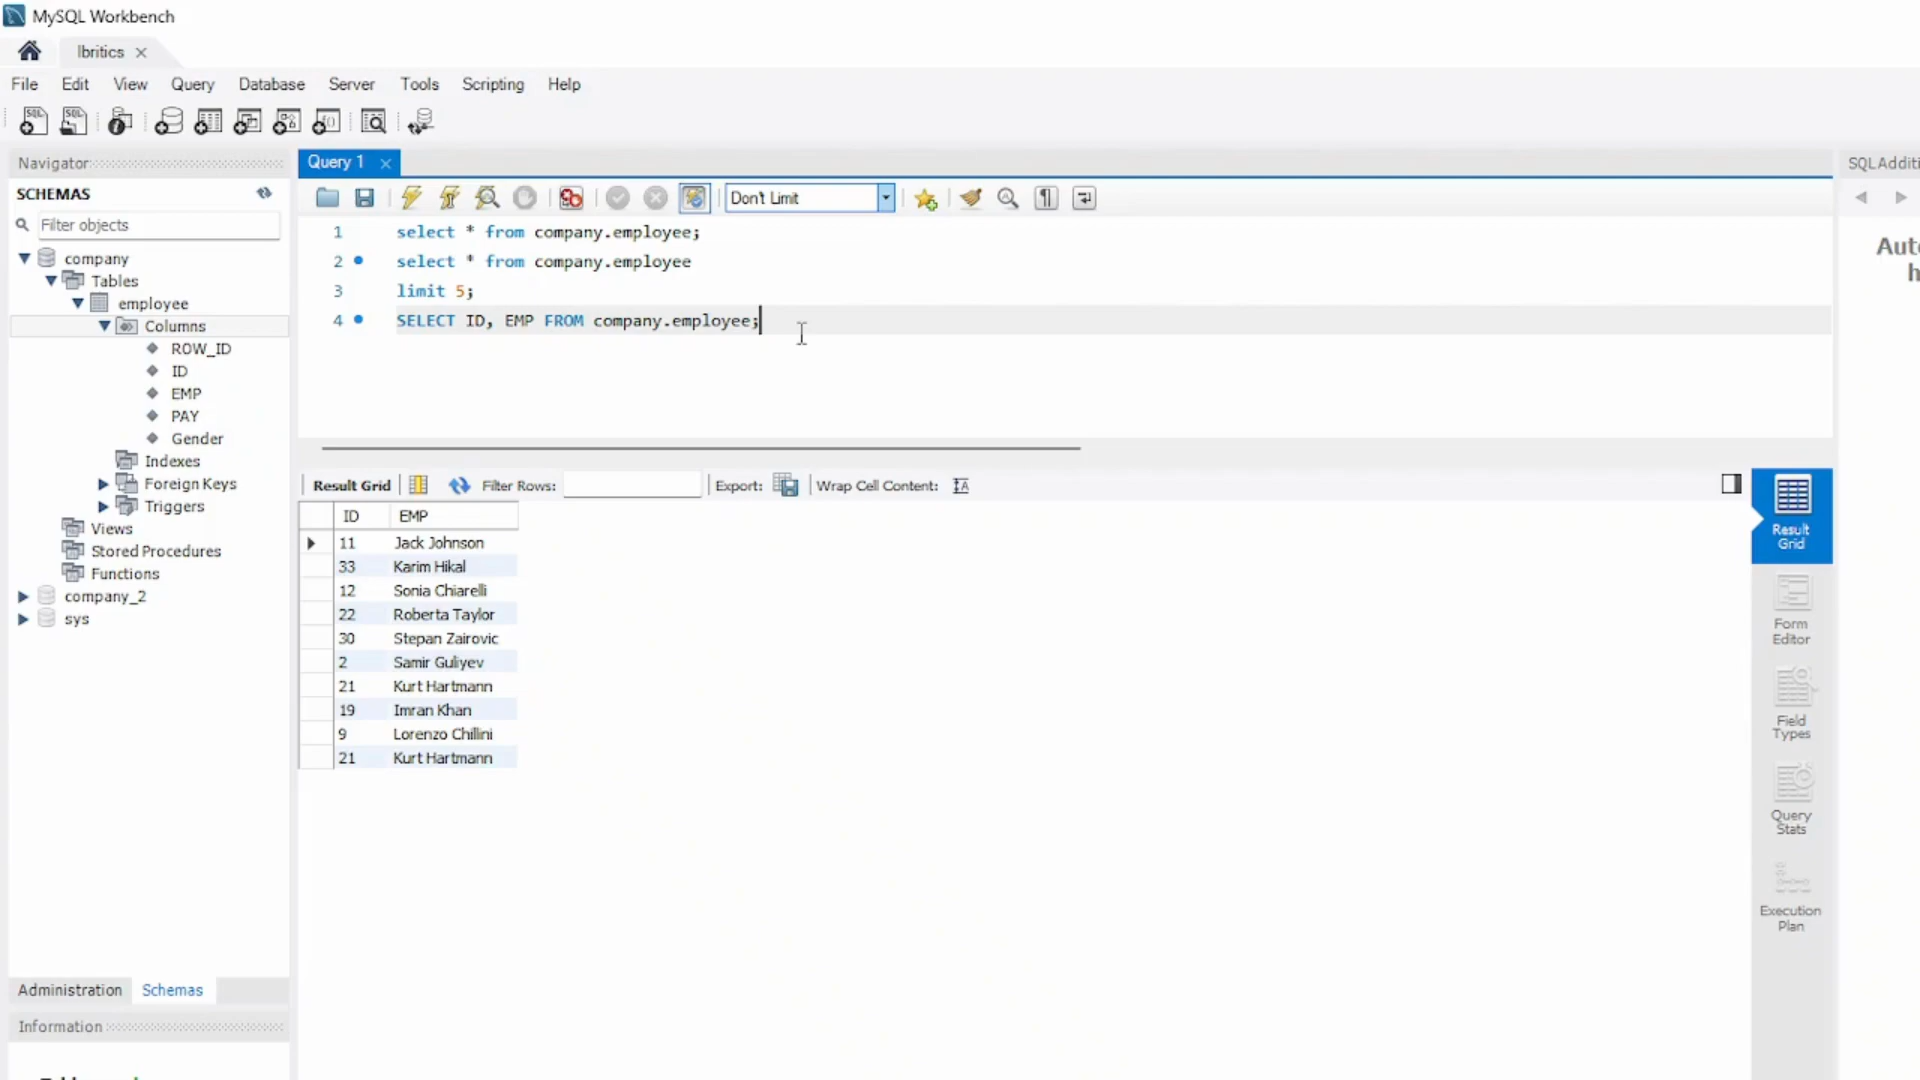 MySQL Workbench
lbritics
File Edit View Query Database Server Tools Scripting Help
Navigator
SCHEMAS
Filter objects
company
Tables
employee
Columns
ROW_ID
ID
EMP
PAY
Gender
Indexes
Foreign Keys
Triggers
Views
Stored Procedures
Functions
company_2
sys
Administration Schemas
Information
Query 1
Don't Limit
1 select * from company.employee;
2 select * from company.employee
3 limit 5;
4 SELECT ID, EMP FROM company.employee;
Result Grid Filter Rows: Export: Wrap Cell Content:
ID EMP
11 Jack Johnson
33 Karim Hikal
12 Sonia Chiarelli
22 Roberta Taylor
30 Stepan Zairovic
2 Samir Guliyev
21 Kurt Hartmann
19 Imran Khan
9 Lorenzo Chillini
21 Kurt Hartmann
Result
Grid
Form
Editor
Field
Types
Query
Stats
Execution
Plan
SQL Additi
Auto
h